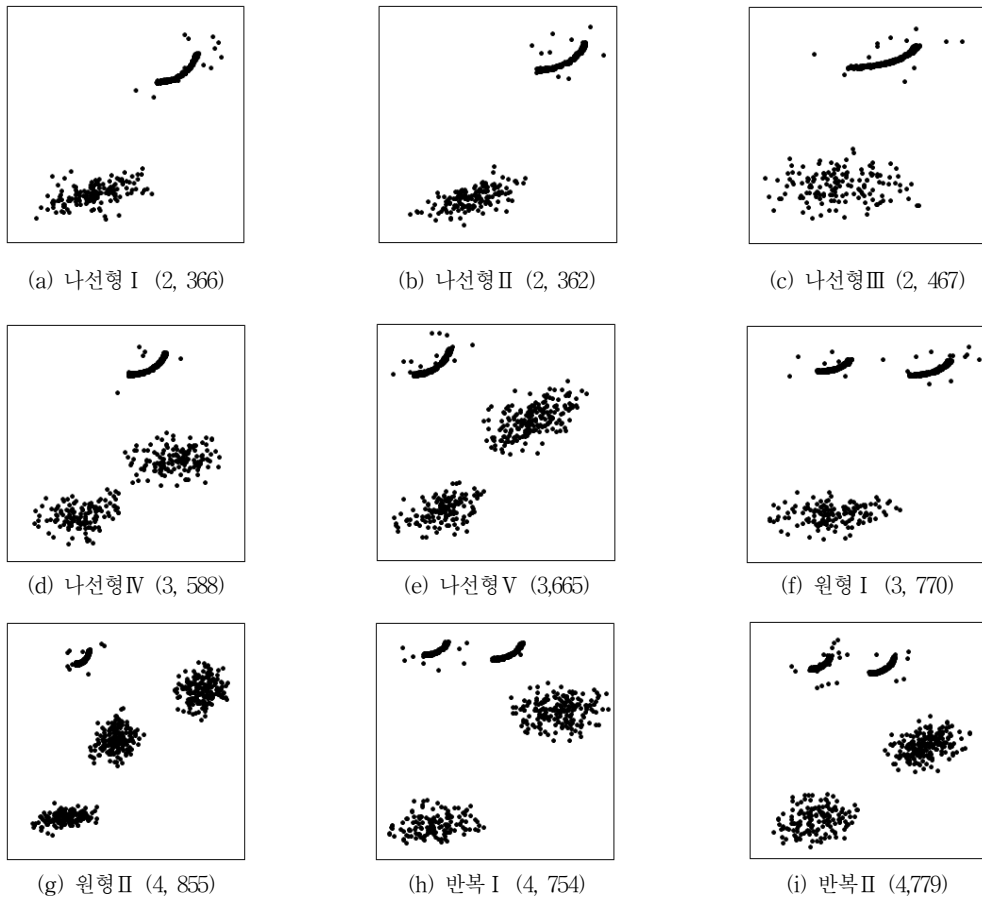 (a) 나선형Ⅰ (2, 366)
(b) 나선형Ⅱ (2, 362)
(c) 나선형Ⅲ (2, 467)
(d) 나선형Ⅳ (3, 588)
(e) 나선형Ⅴ (3,665)
(f) 원형Ⅰ (3, 770)
(g) 원형Ⅱ (4, 855)
(h) 반복Ⅰ (4, 754)
(i) 반복Ⅱ (4,779)